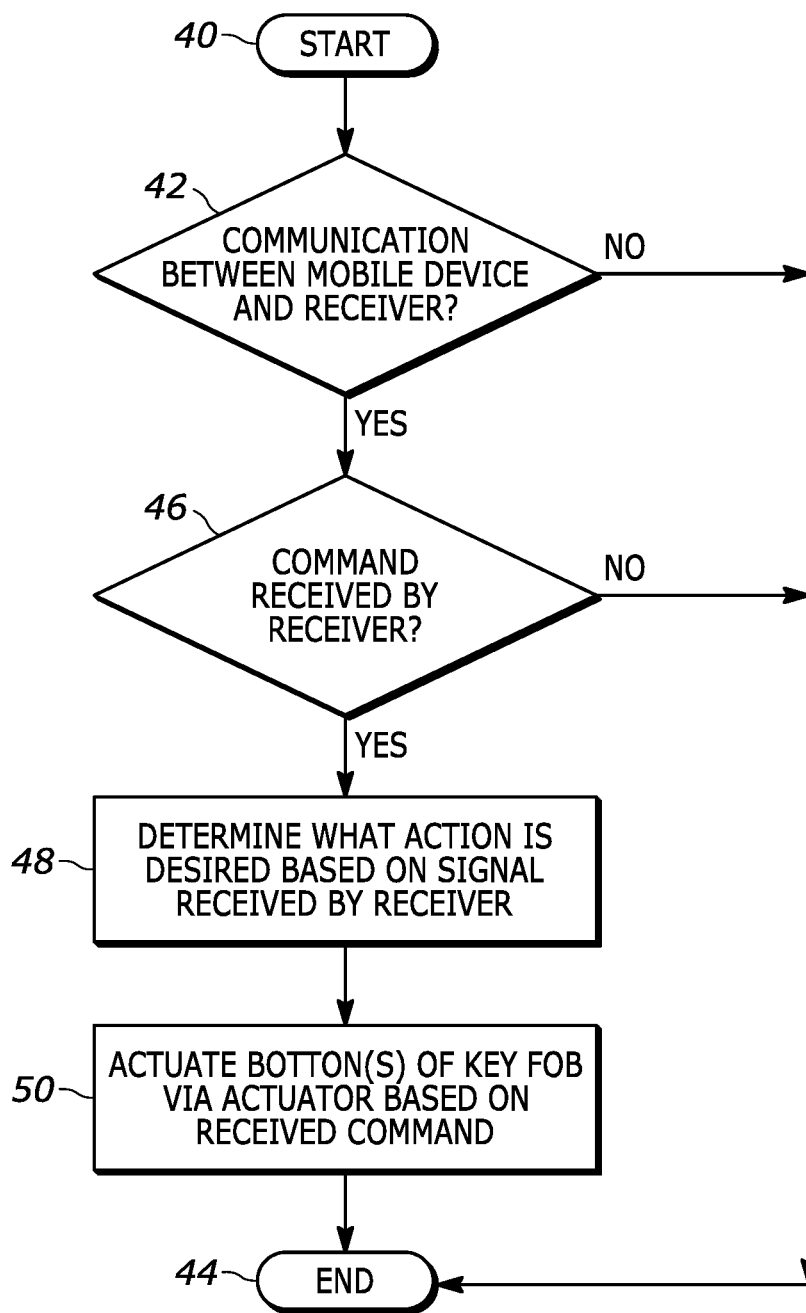 40
START
42
COMMUNICATION
BETWEEN MOBILE DEVICE
AND RECEIVER?
NO
YES
46
COMMAND
RECEIVED BY
RECEIVER?
NO
YES
48
DETERMINE WHAT ACTION IS
DESIRED BASED ON SIGNAL
RECEIVED BY RECEIVER
50
ACTUATE BOTTON(S) OF KEY FOB
VIA ACTUATOR BASED ON
RECEIVED COMMAND
44
END